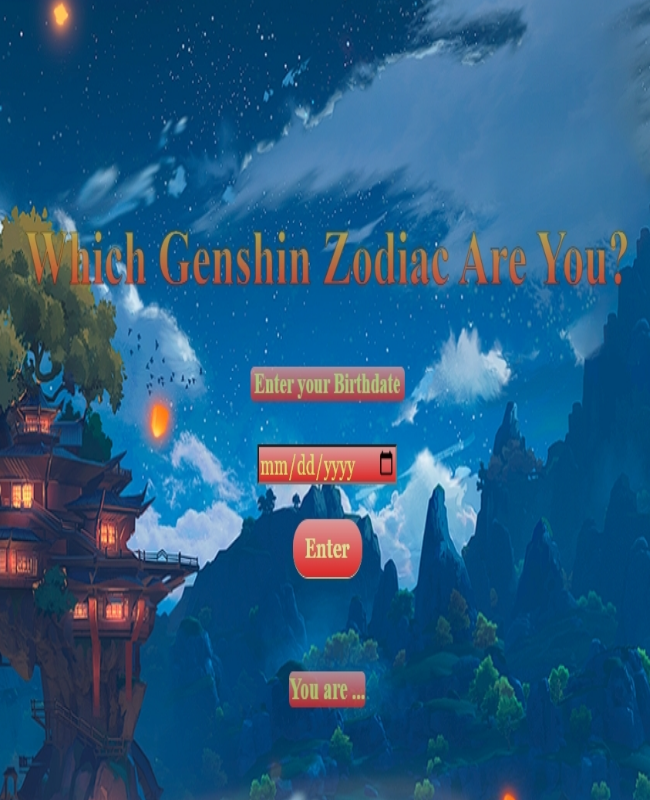 Which Genshin Zodiac Are You?
Enter your Birthdate
mm/dd/yyyy
Enter
You are ...